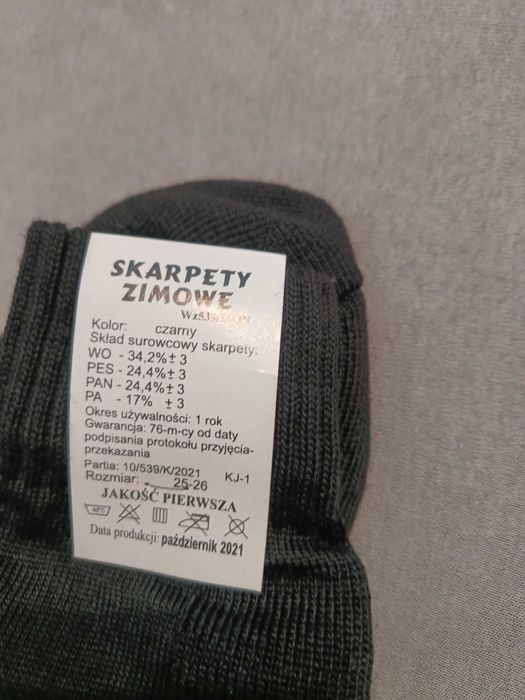 SKARPETY
ZIMOWE
Kolor: czarny
Skład surowcowy skarpety:
WO - 34,2%± 3
PES - 24,4%± 3
PAN - 24,4%± 3
PA - 17% ± 3
Okres używalności: 1 rok
Gwarancja: 76-m-cy od daty
podpisania protokołu przyjęcia-
przekazania
Partia: 10/539/K/2021 KJ-1
Rozmiar: 25-26
JAKOŚĆ PIERWSZA
Data produkcji: październik 2021